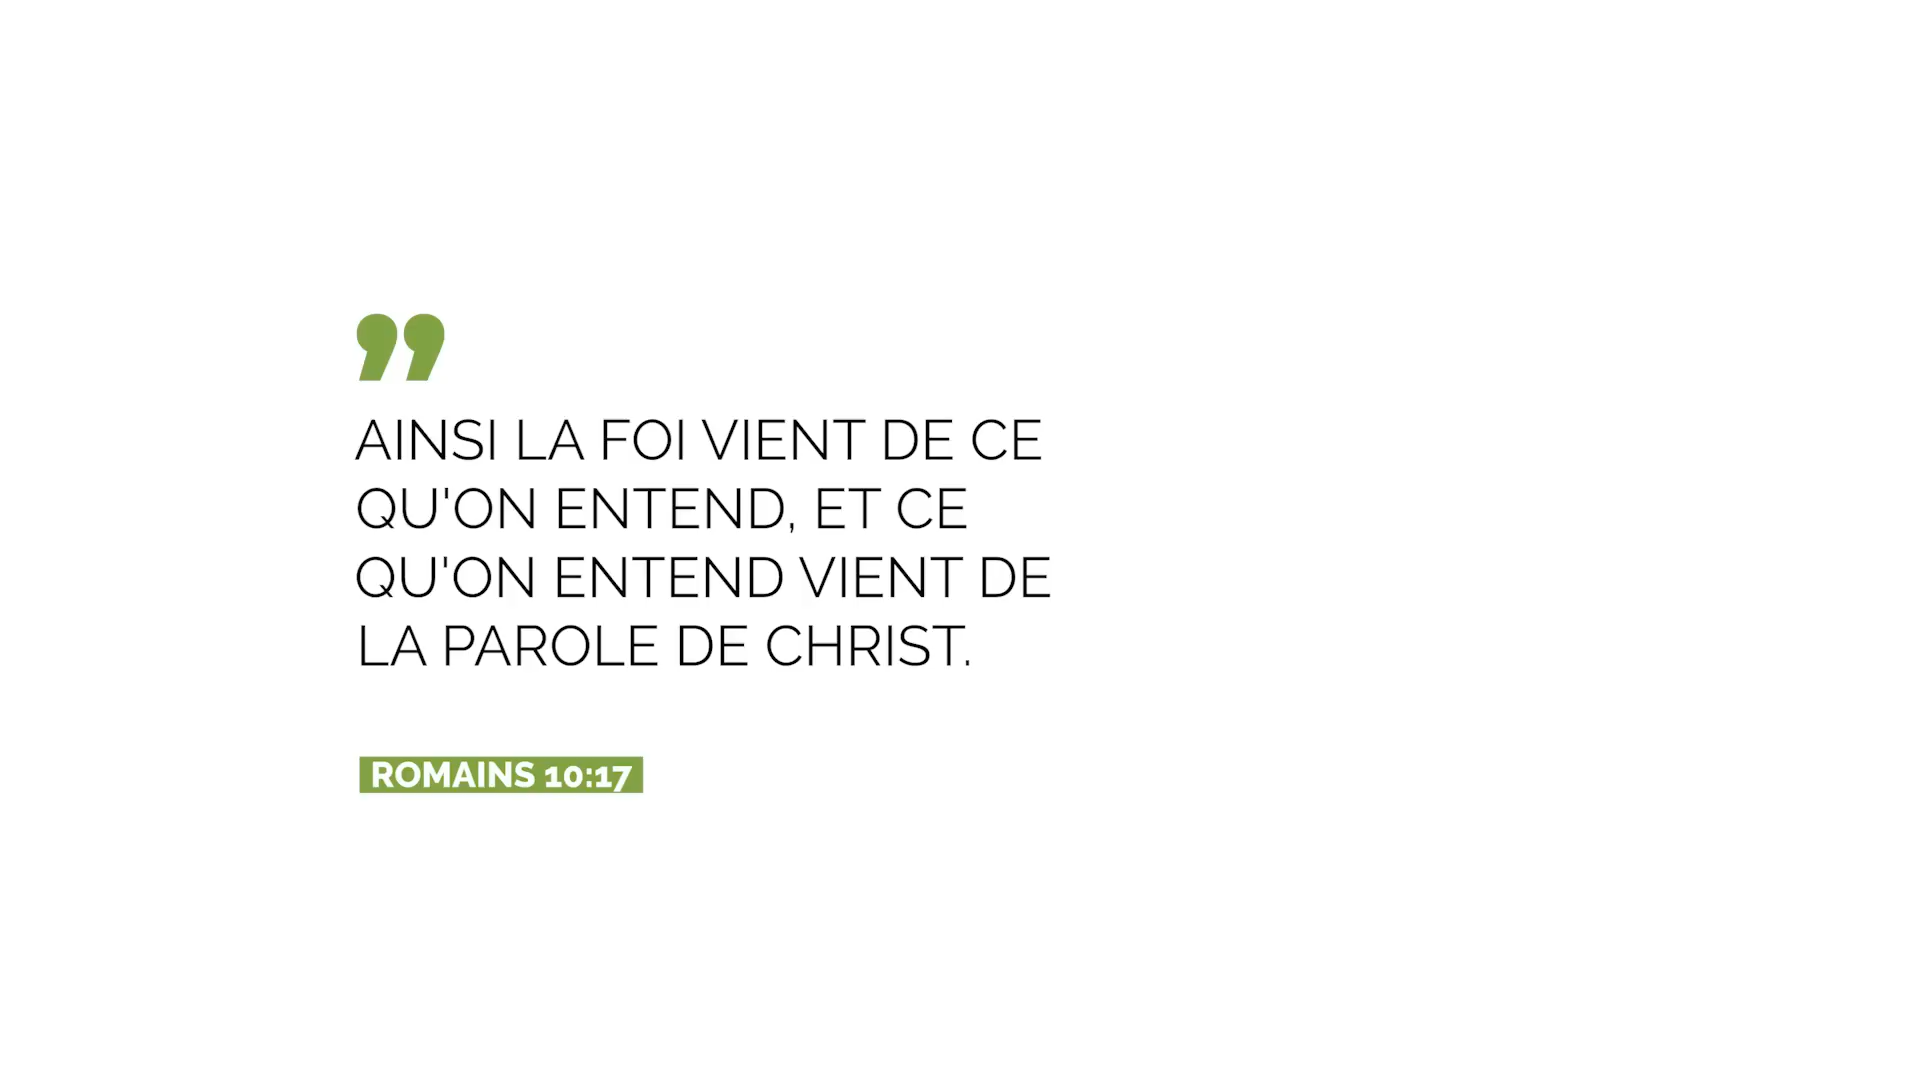 ”
AINSI LA FOI VIENT DE CE
QU'ON ENTEND, ET CE
QU'ON ENTEND VIENT DE
LA PAROLE DE CHRIST.
ROMAINS 10:17